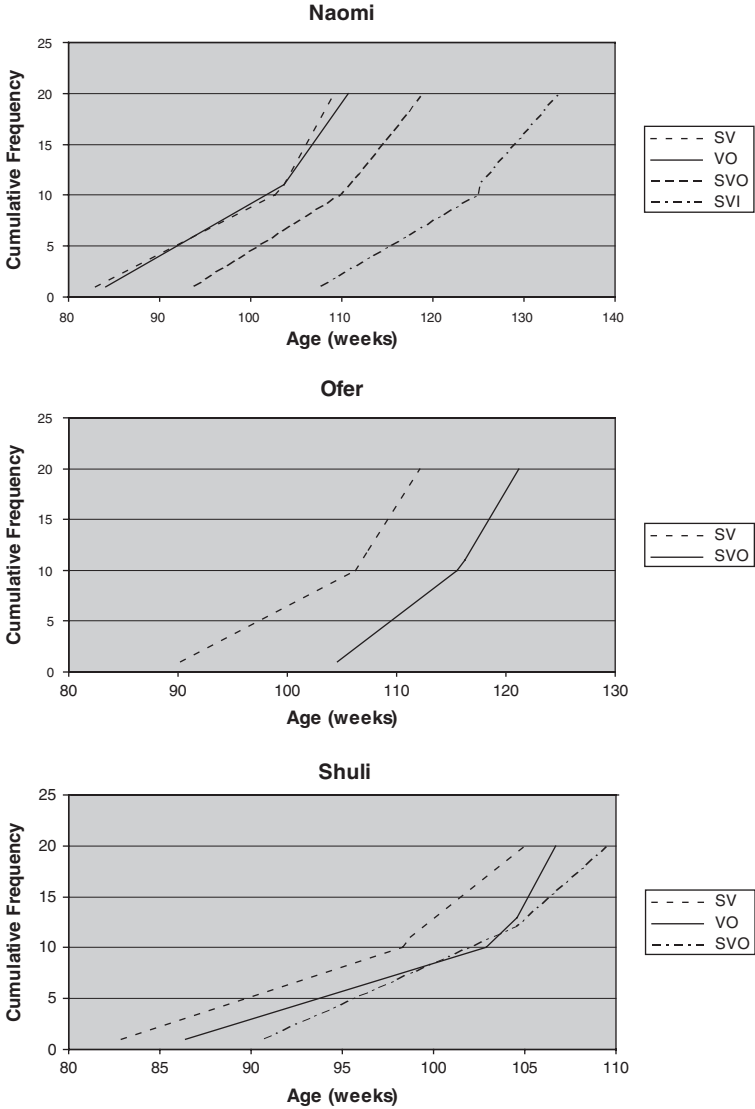 Naomi
Cumulative Frequency
25
20
15
10
5
0
80 90 100 110 120 130 140
Age (weeks)
SV
VO
SVO
SVI
Ofer
Cumulative Frequency
25
20
15
10
5
0
80 90 100 110 120 130
Age (weeks)
SV
SVO
Shuli
Cumulative Frequency
25
20
15
10
5
0
80 85 90 95 100 105 110
Age (weeks)
SV
VO
SVO